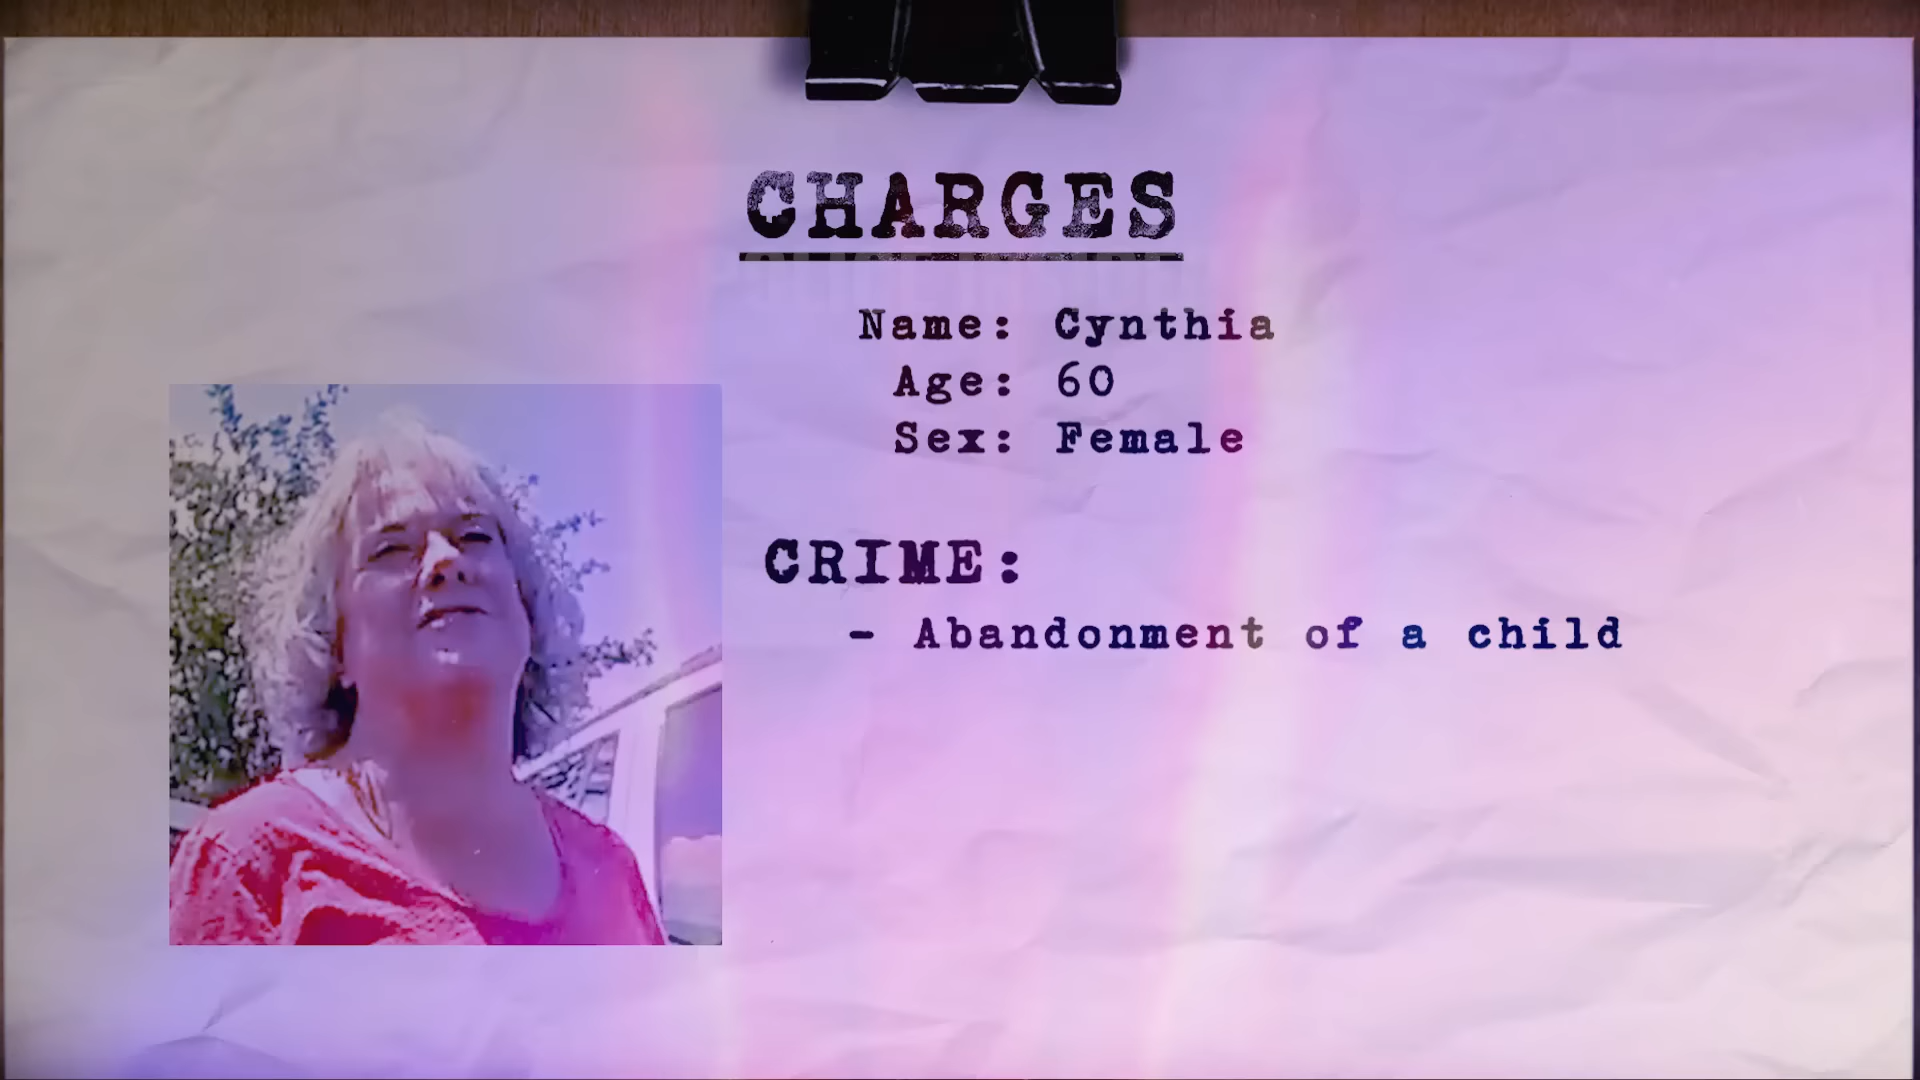 CHARGES
Name: Cynthia
Age: 60
Sex: Female
CRIME:
- Abandonment of a child